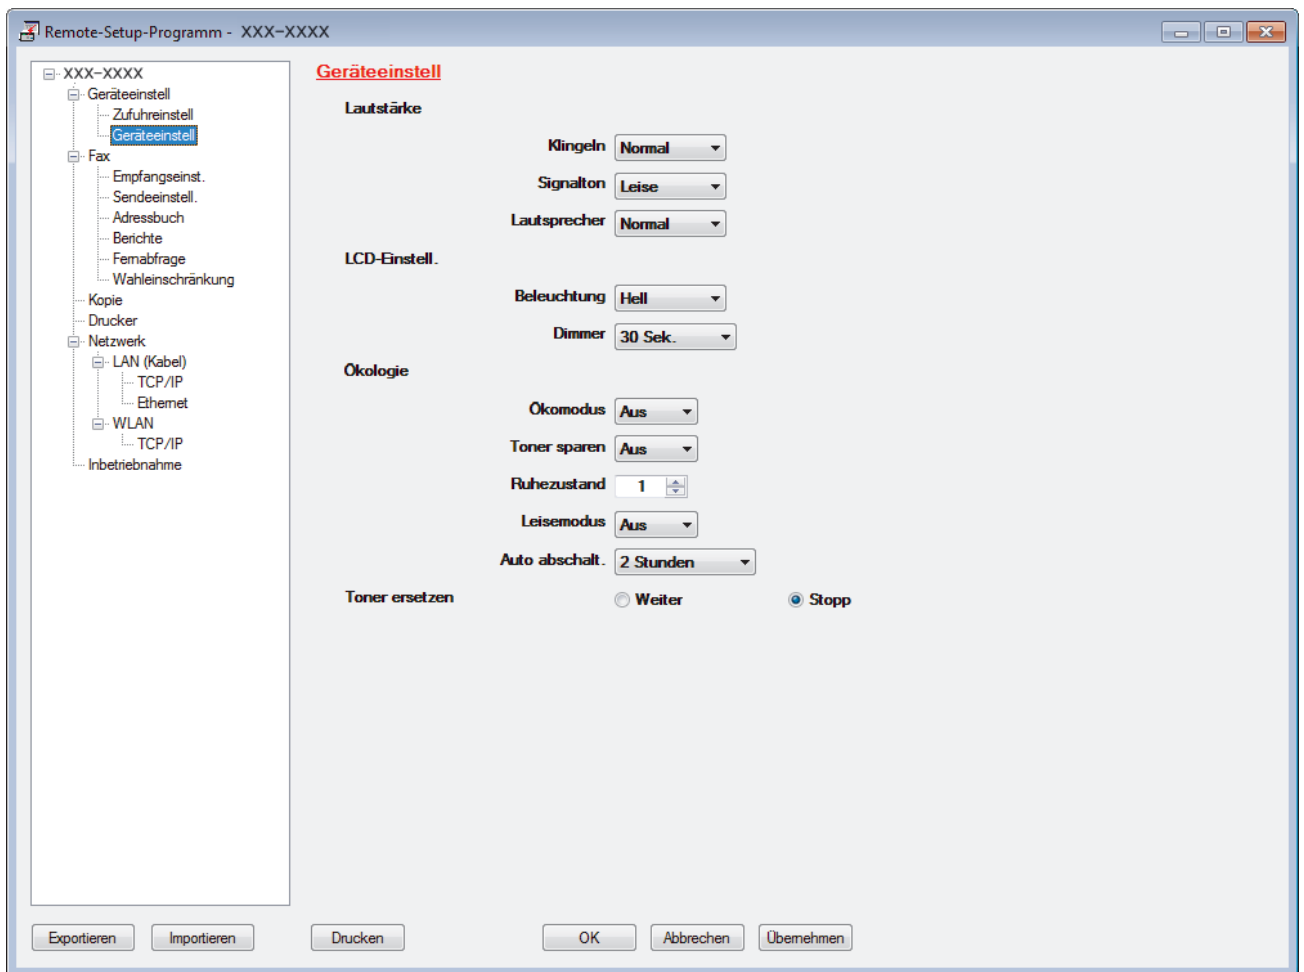 Remote-Setup-Programm - XXX-XXXX
XXX-XXXX
Geräteeinstell
Zufuhreinstell
Geräteeinstell
Fax
Empfangseinst.
Sendeeinstell.
Adressbuch
Berichte
Fernabfrage
Wahleinschränkung
Kopie
Drucker
Netzwerk
LAN (Kabel)
TCP/IP
Ethernet
WLAN
TCP/IP
Inbetriebnahme
Geräteeinstell
Lautstärke
Klingeln Normal
Signalton Leise
Lautsprecher Normal
LCD-Einstell.
Beleuchtung Hell
Dimmer 30 Sek.
Ökologie
Ökomodus Aus
Toner sparen Aus
Ruhezustand 1
Leisemodus Aus
Auto abschalt. 2 Stunden
Toner ersetzen Weiter Stopp
Exportieren Importieren Drucken OK Abbrechen Übernehmen